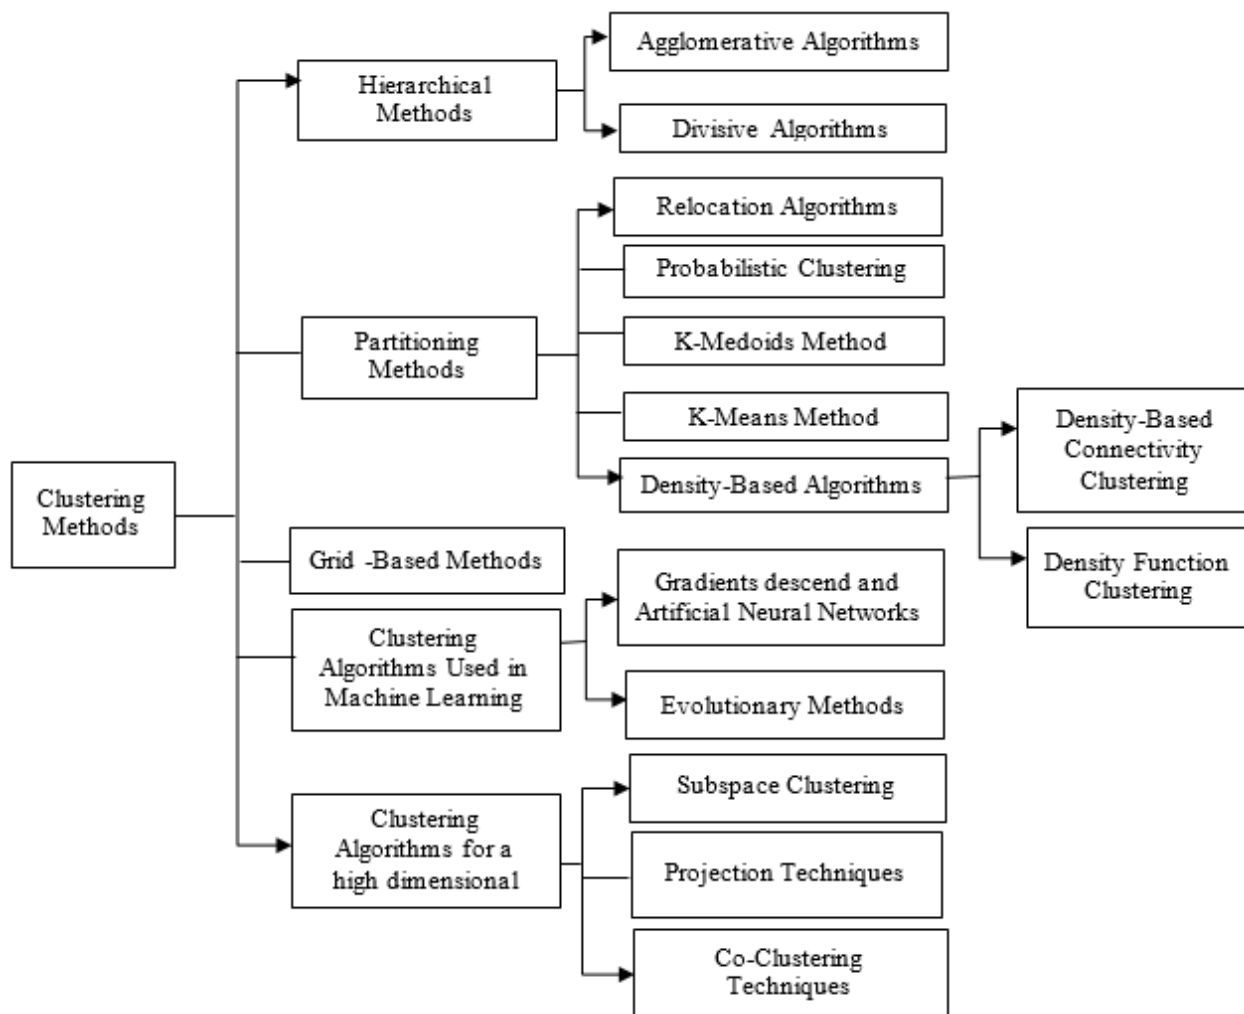 Agglomerative Algorithms
Hierarchical
Methods
Divisive Algorithms
Relocation Algorithms
Probabilistic Clustering
Partitioning
Methods
K-Medoids Method
K-Means Method
Density-Based Algorithms
Density-Based
Connectivity
Clustering
Density Function
Clustering
Clustering
Methods
Grid -Based Methods
Gradients descend and
Artificial Neural Networks
Clustering
Algorithms Used in
Machine Learning
Evolutionary Methods
Subspace Clustering
Clustering
Algorithms for a
high dimensional
Projection Techniques
Co-Clustering
Techniques